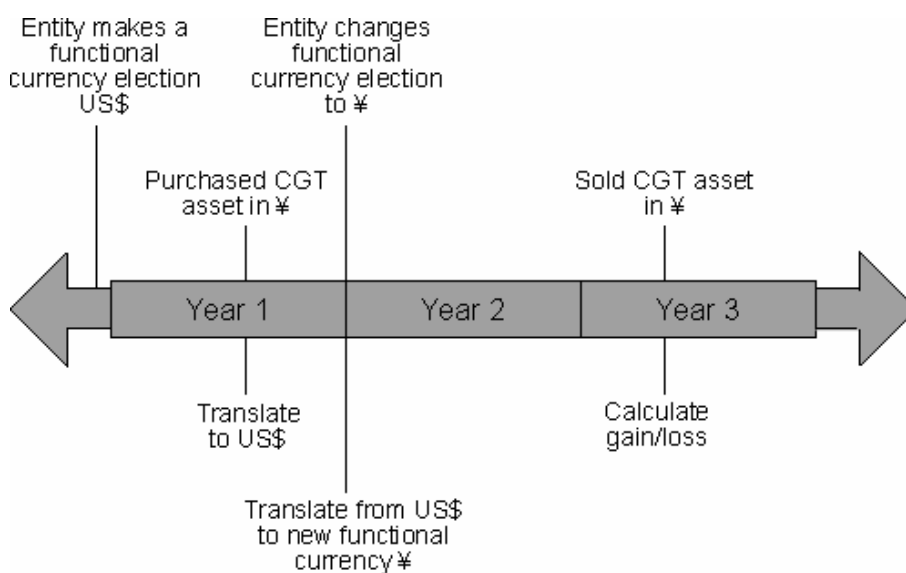 Entity makes a
functional
currency election
US$
Entity changes
functional
currency election
to ¥
Purchased CGT
asset in ¥
Sold CGT asset
in ¥
Year 1
Year 2
Year 3
Translate
to US$
Calculate
gain/loss
Translate from US$
to new functional
currency ¥